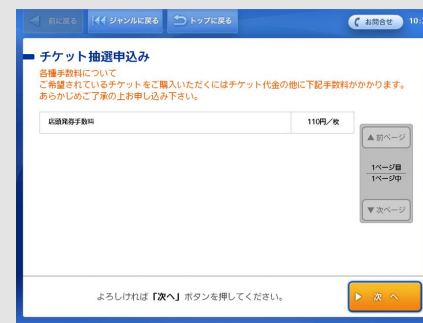 前に戻る ジャンルに戻る トップに戻る お問合せ
チケット抽選申込み
各種手数料について
ご希望されているチケットをご購入いただくにはチケット代金の他に下記手数料がかかります。
あらかじめご了承の上お申し込み下さい。
店頭発券手数料 110円/枚
▲前ページ
1ページ目
1ページ中
▼次ページ
よろしければ「次へ」ボタンを押してください。
次 へ